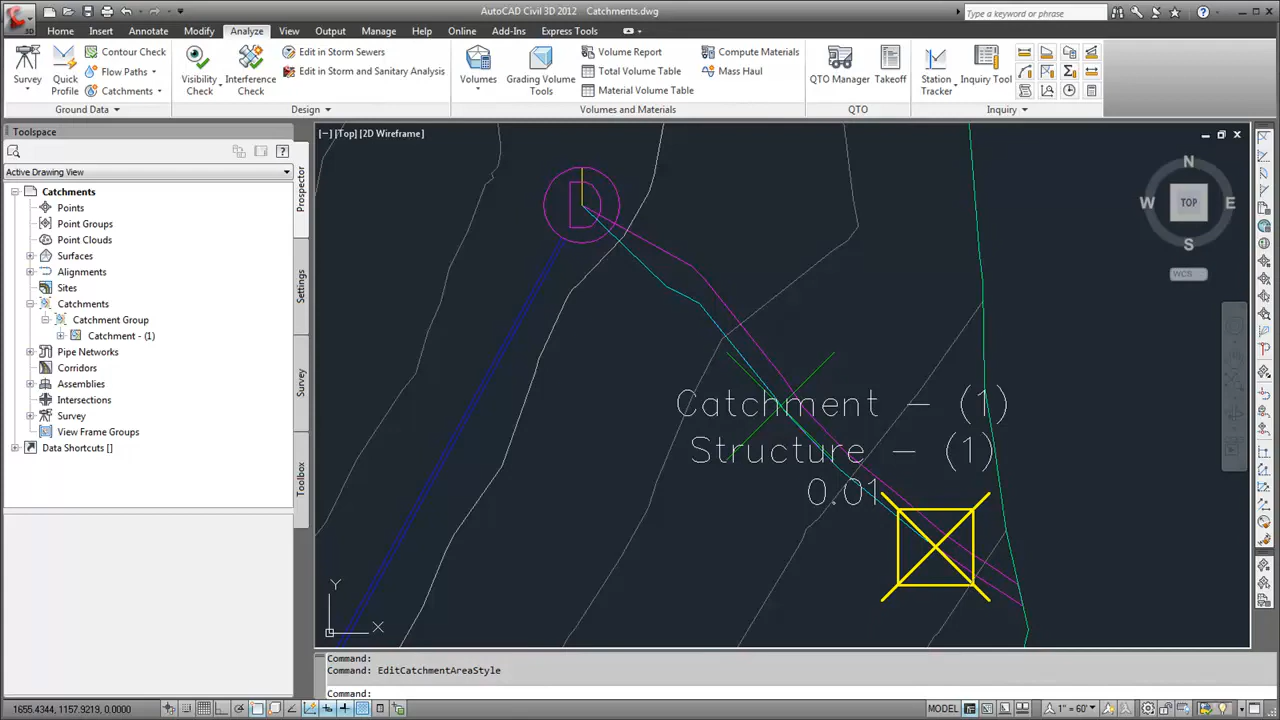 AutoCAD Civil 3D 2012    Catchments.dwg
Type a keyword or phrase
Home Insert Annotate Modify Analyze View Output Manage Help Online Add-Ins Express Tools
Survey
Quick Profile
Contour Check
Flow Paths
Catchments
Ground Data
Visibility Check
Interference Check
Edit in Storm Sewers
Edit in Storm and Sanitary Analysis
Design
Volumes
Grading Volume Tools
Volume Report
Total Volume Table
Material Volume Table
Compute Materials
Mass Haul
Volumes and Materials
QTO Manager
Takeoff
QTO
Station Tracker
Inquiry Tool
Inquiry
Toolspace
Active Drawing View
Catchments
Points
Point Groups
Point Clouds
Surfaces
Alignments
Sites
Catchments
Catchment Group
Catchment - (1)
Pipe Networks
Corridors
Assemblies
Intersections
Survey
View Frame Groups
Data Shortcuts []
Prospector
Settings
Survey
Toolbox
[−] [Top] [2D Wireframe]
N
W TOP E
S
WCS
D
Catchment − (1)
Structure − (1)
0.01
Y
X
Command:
Command: EditCatchmentAreaStyle
Command:
1655.4344, 1157.9219, 0.0000
MODEL
1" = 60'